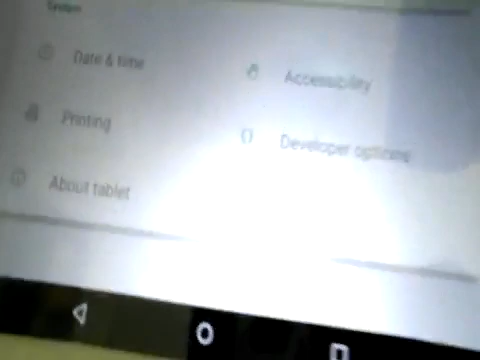 System
Date & time
Accessibility
Printing
Developer options
About tablet